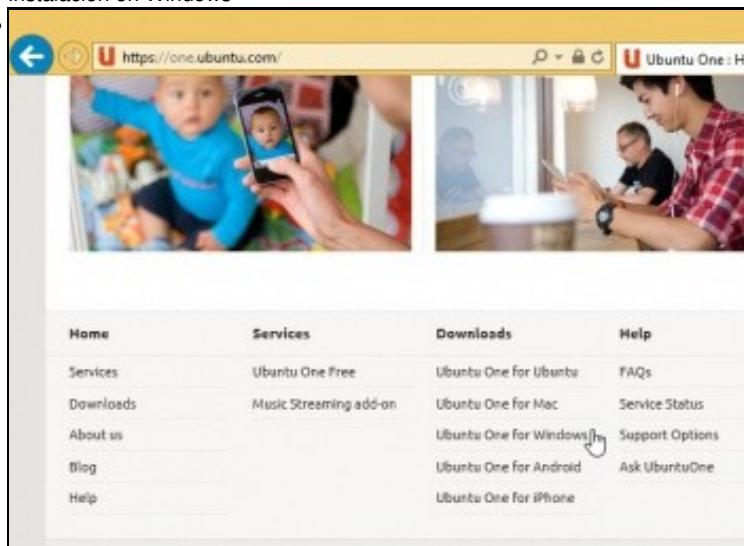 Instalación en Windows
https://one.ubuntu.com/
Ubuntu One : H
Home Services Downloads Help
Services Ubuntu One Free Ubuntu One for Ubuntu FAQs
Downloads Music Streaming add-on Ubuntu One for Mac Service Status
About us Ubuntu One for Windows Support Options
Blog Ubuntu One for Android Ask UbuntuOne
Help Ubuntu One for iPhone